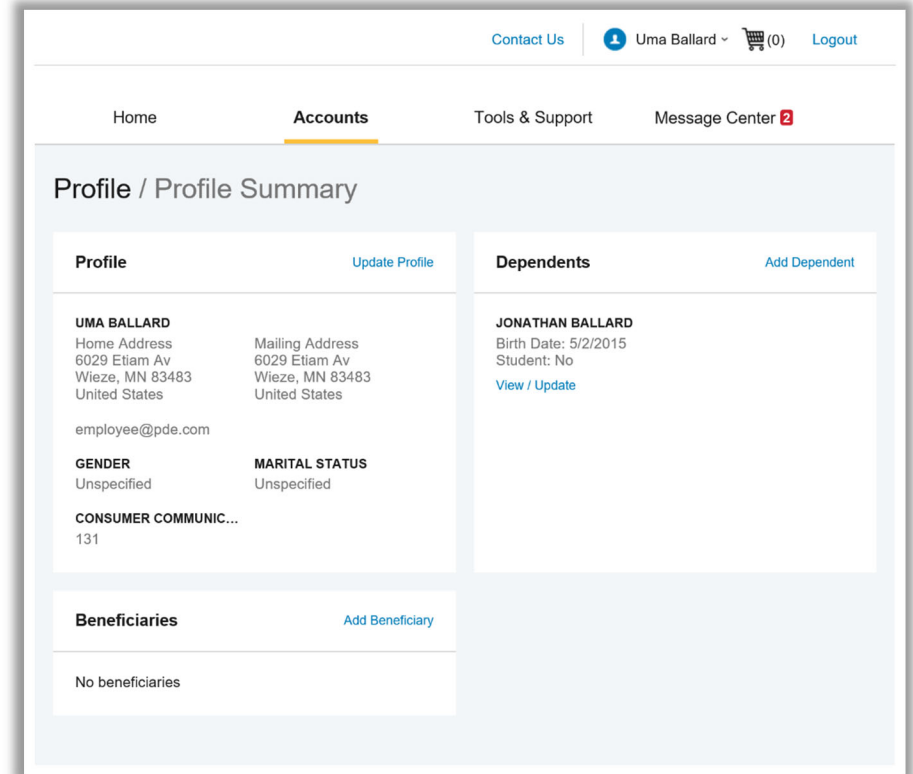 Contact Us
Uma Ballard
(0)
Logout
Home
Accounts
Tools & Support
Message Center 2
Profile / Profile Summary
Profile
Update Profile
UMA BALLARD
Home Address
6029 Etiam Av
Wieze, MN 83483
United States
Mailing Address
6029 Etiam Av
Wieze, MN 83483
United States
employee@pde.com
GENDER
Unspecified
MARITAL STATUS
Unspecified
CONSUMER COMMUNIC...
131
Dependents
Add Dependent
JONATHAN BALLARD
Birth Date: 5/2/2015
Student: No
View / Update
Beneficiaries
Add Beneficiary
No beneficiaries